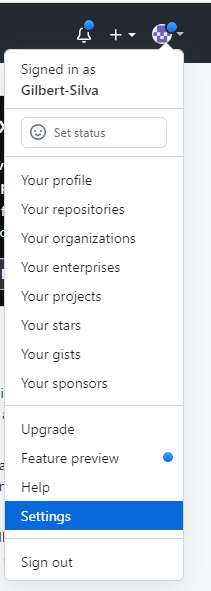 Signed in as
Gilbert-Silva
Set status
Your profile
Your repositories
Your organizations
Your enterprises
Your projects
Your stars
Your gists
Your sponsors
Upgrade
Feature preview
Help
Settings
Sign out